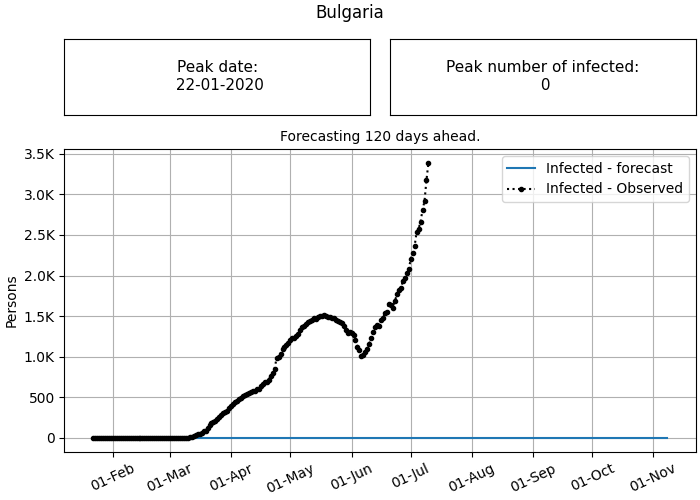 Bulgaria
Peak date:
22-01-2020
Peak number of infected:
0
Forecasting 120 days ahead.
Infected - forecast
Infected - Observed
Persons
3.5K
3.0K
2.5K
2.0K
1.5K
1.0K
500
0
01-Feb
01-Mar
01-Apr
01-May
01-Jun
01-Jul
01-Aug
01-Sep
01-Oct
01-Nov